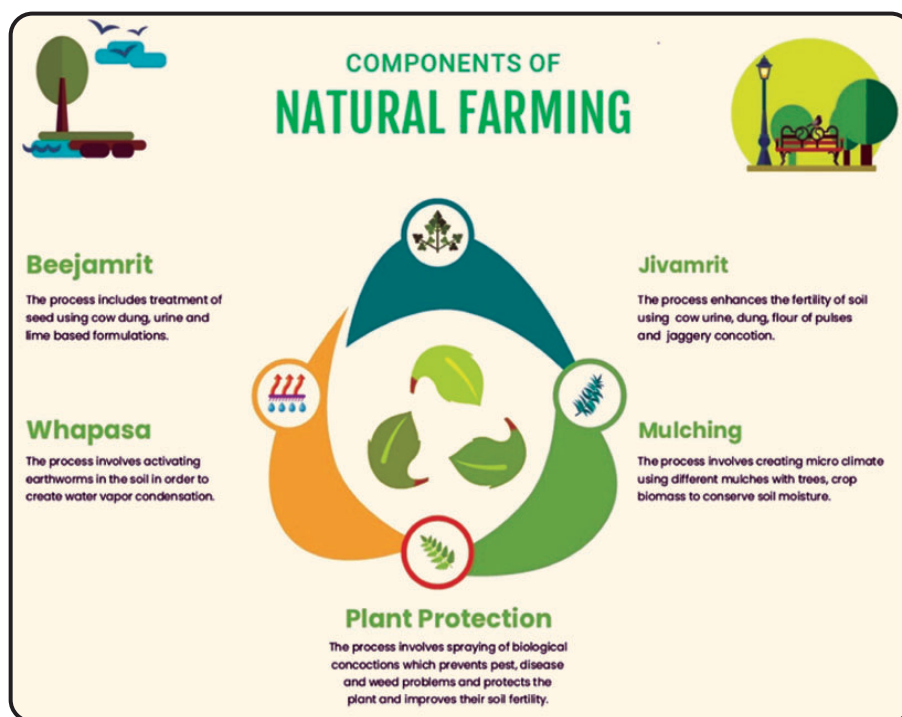 COMPONENTS OF
NATURAL FARMING
Beejamrit
The process includes treatment of
seed using cow dung, urine and
lime based formulations.
Jivamrit
The process enhances the fertility of soil
using cow urine, dung, flour of pulses
and jaggery concotion.
Whapasa
The process involves activating
earthworms in the soil in order to
create water vapor condensation.
Mulching
The process involves creating micro climate
using different mulches with trees, crop
biomass to conserve soil moisture.
Plant Protection
The process involves spraying of biological
concoctions which prevents pest, disease
and weed problems and protects the
plant and improves their soil fertility.